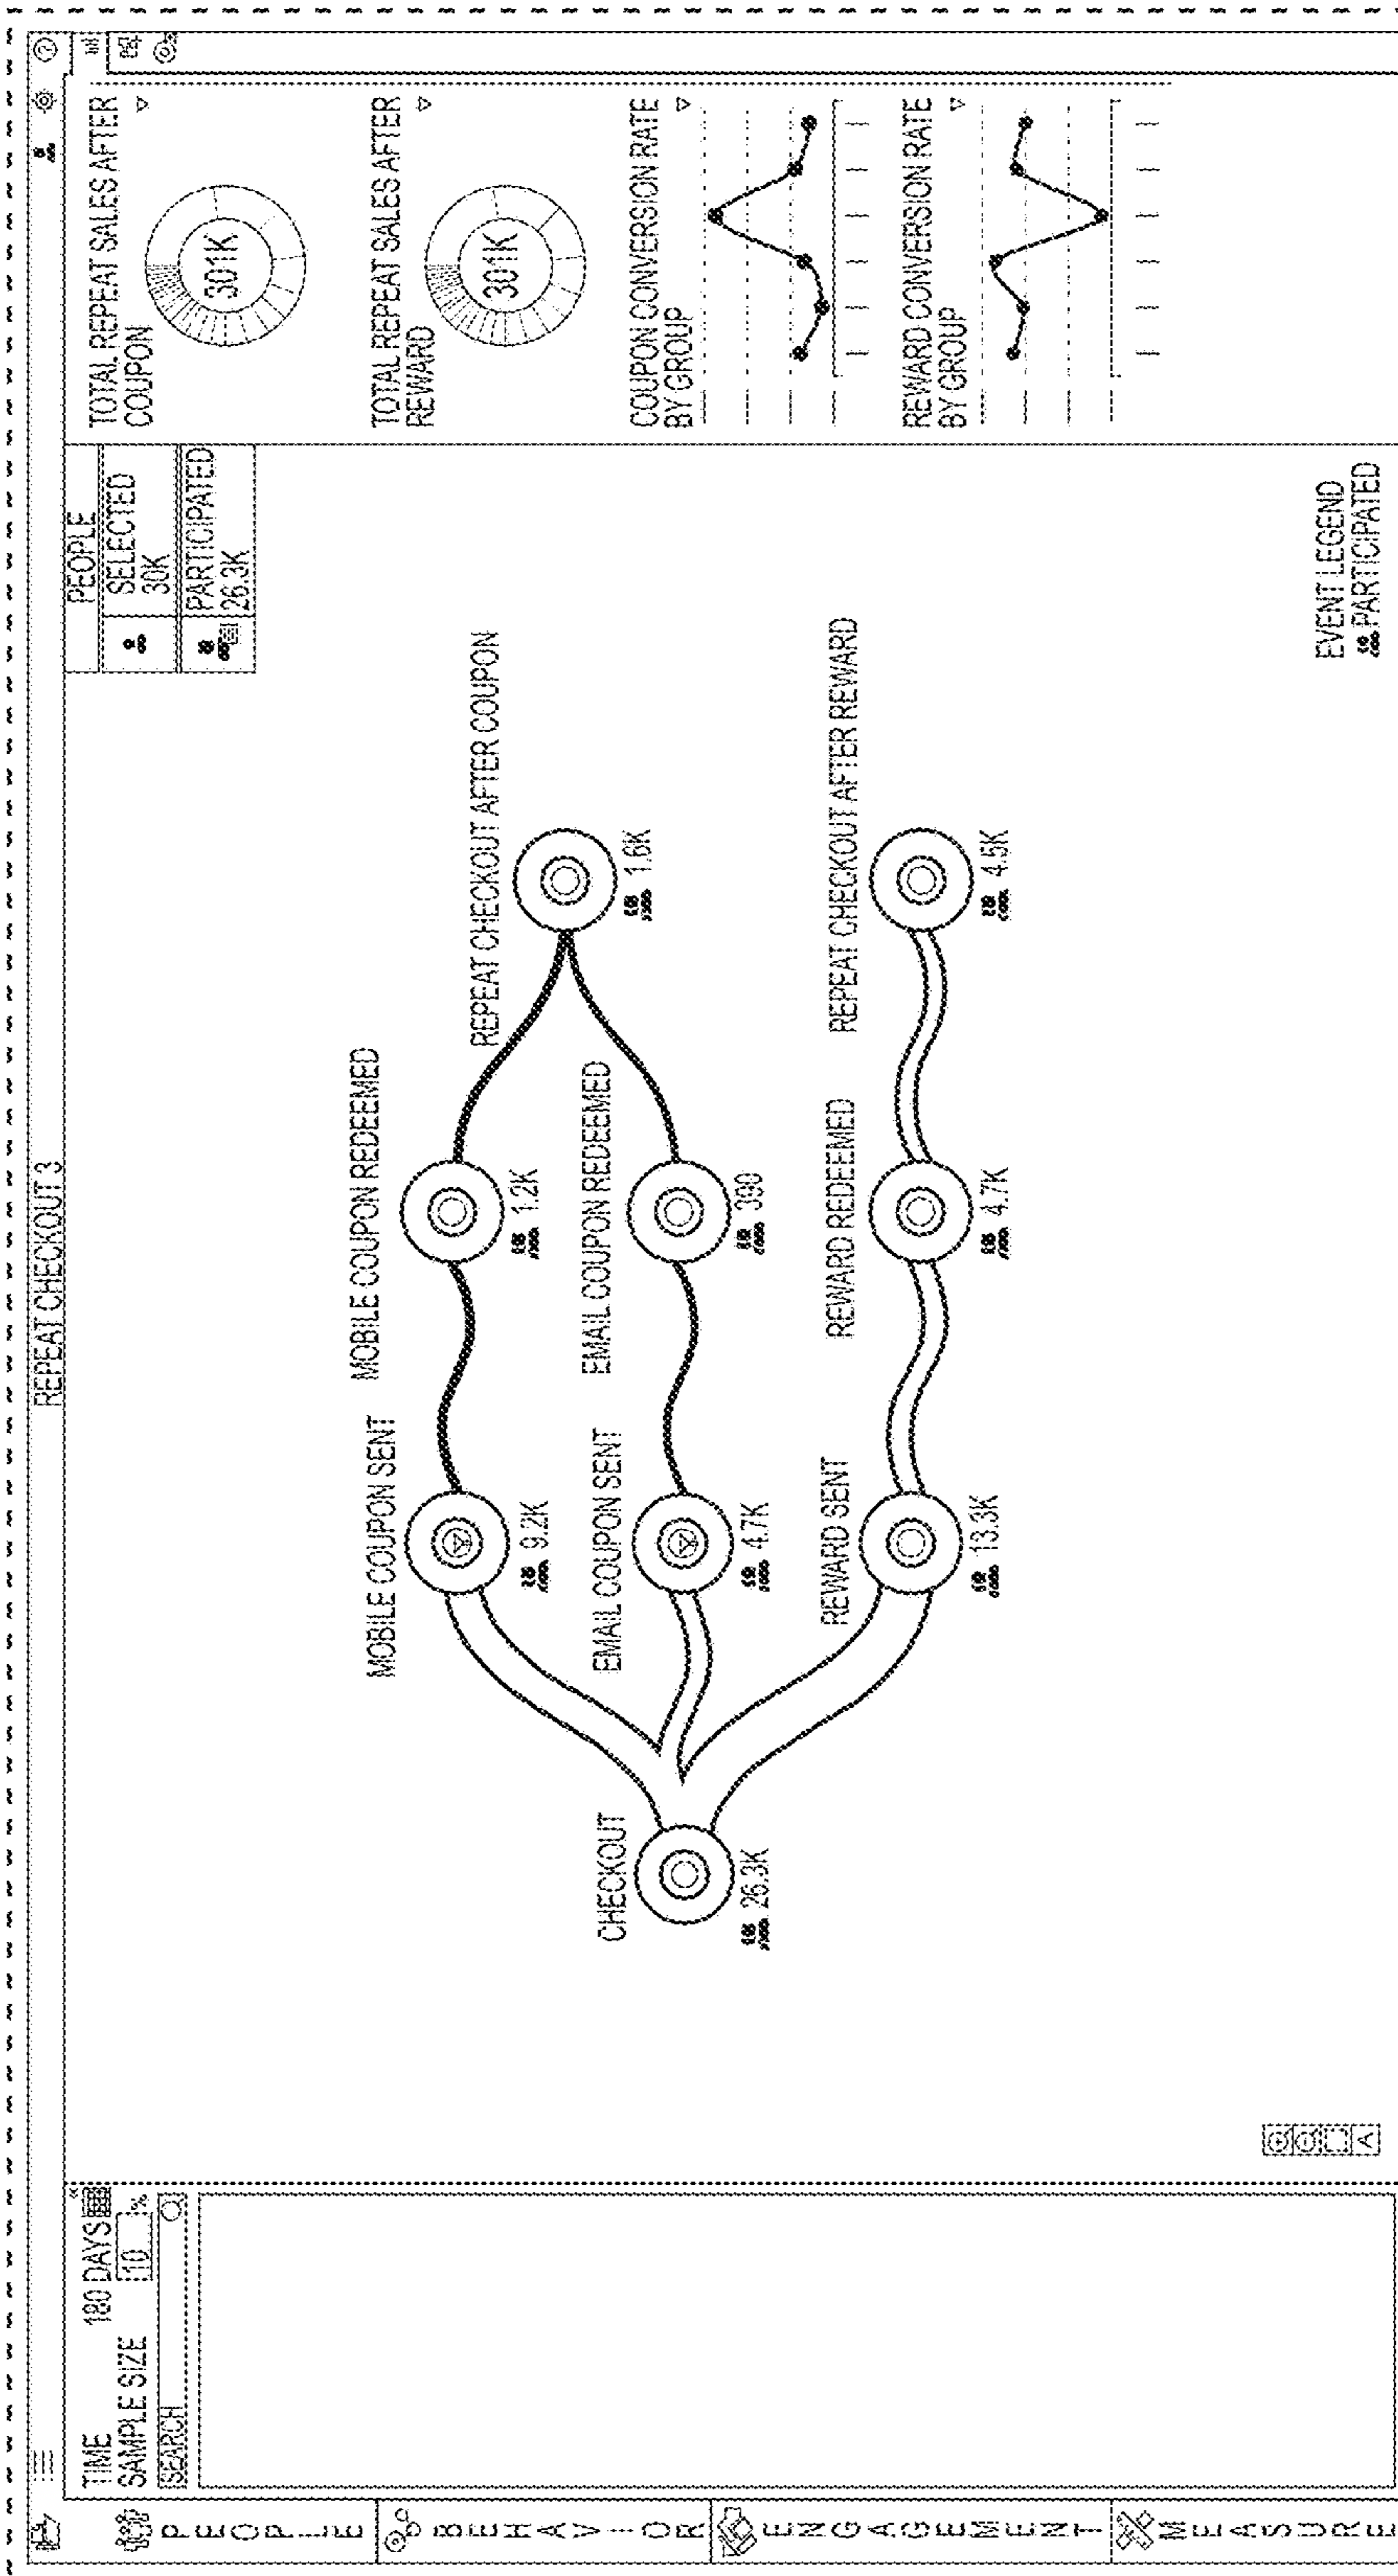 REPEAT CHECKOUT 3
TIME 180 DAYS
SAMPLE SIZE 10 %
SEARCH
PEOPLE
BEHAVIOR
ENGAGEMENT
MEASURE
CHECKOUT
26.3K
MOBILE COUPON SENT
9.2K
MOBILE COUPON REDEEMED
1.2K
REPEAT CHECKOUT AFTER COUPON
1.6K
EMAIL COUPON SENT
4.7K
EMAIL COUPON REDEEMED
390
REWARD SENT
13.3K
REWARD REDEEMED
4.7K
REPEAT CHECKOUT AFTER REWARD
4.5K
PEOPLE
SELECTED
30K
PARTICIPATED
26.3K
EVENT LEGEND
PARTICIPATED
A
TOTAL REPEAT SALES AFTER
COUPON
301K
TOTAL REPEAT SALES AFTER
REWARD
301K
COUPON CONVERSION RATE
BY GROUP
REWARD CONVERSION RATE
BY GROUP